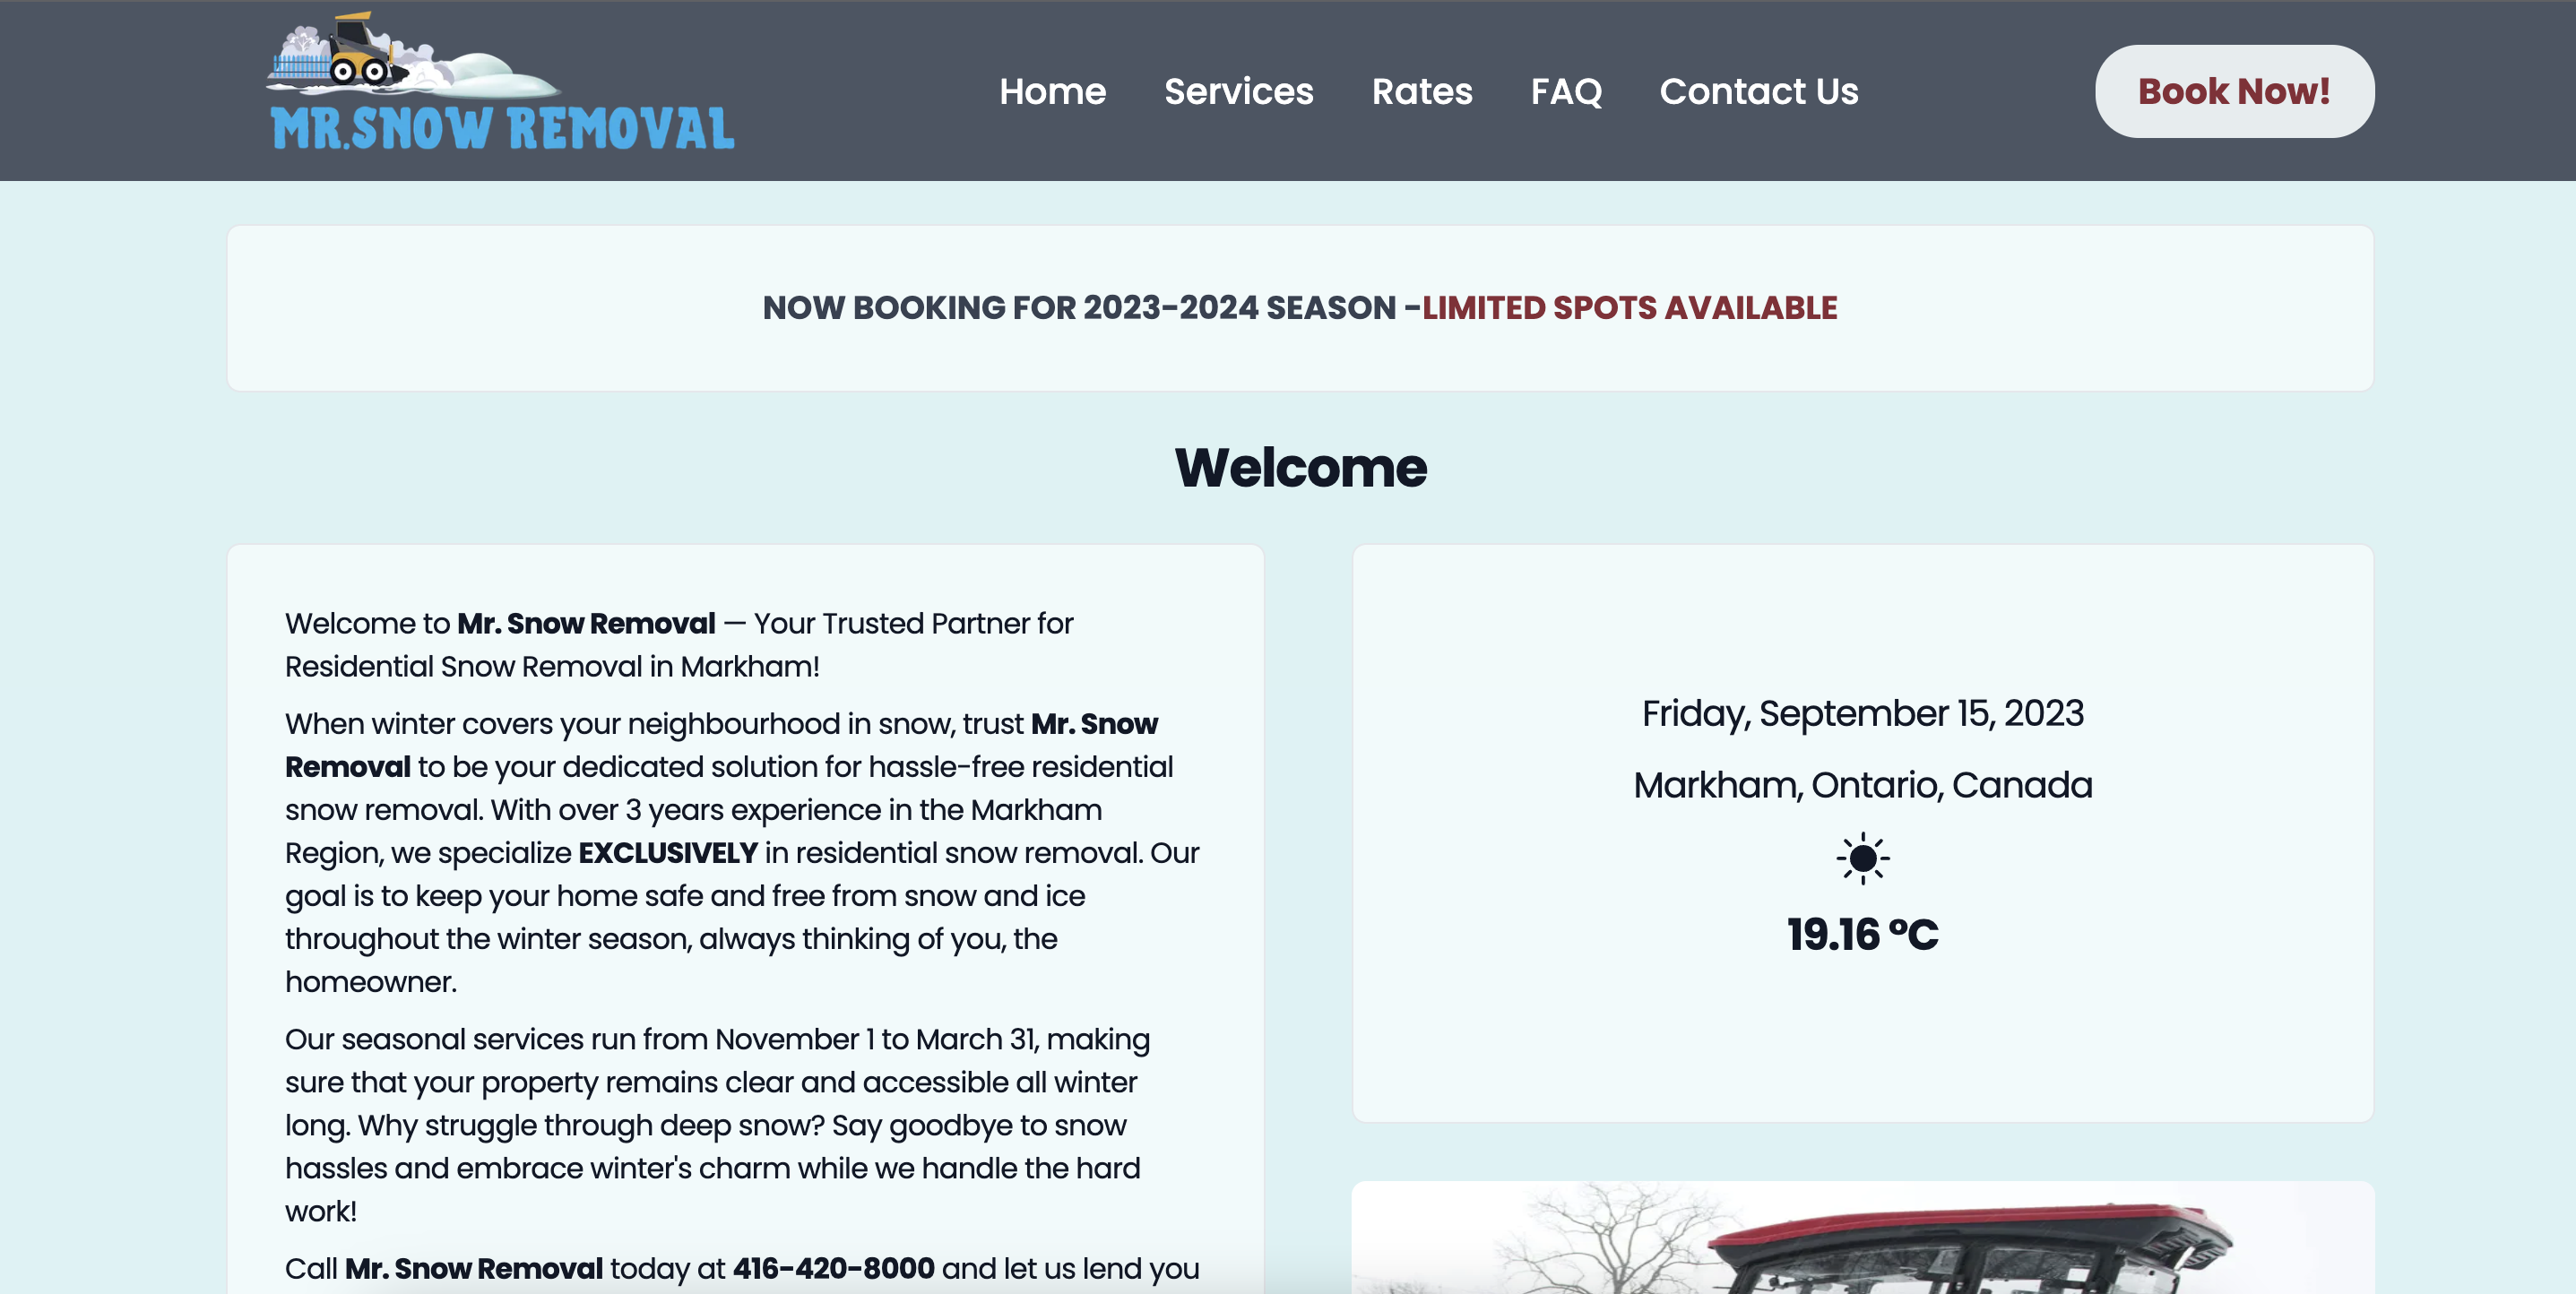 MR.SNOW REMOVAL
Home
Services
Rates
FAQ
Contact Us
Book Now!
NOW BOOKING FOR 2023-2024 SEASON -LIMITED SPOTS AVAILABLE
Welcome
Welcome to Mr. Snow Removal — Your Trusted Partner for
Residential Snow Removal in Markham!
When winter covers your neighbourhood in snow, trust Mr. Snow
Removal to be your dedicated solution for hassle-free residential
snow removal. With over 3 years experience in the Markham
Region, we specialize EXCLUSIVELY in residential snow removal. Our
goal is to keep your home safe and free from snow and ice
throughout the winter season, always thinking of you, the
homeowner.
Our seasonal services run from November 1 to March 31, making
sure that your property remains clear and accessible all winter
long. Why struggle through deep snow? Say goodbye to snow
hassles and embrace winter's charm while we handle the hard
work!
Call Mr. Snow Removal today at 416-420-8000 and let us lend you
Friday, September 15, 2023
Markham, Ontario, Canada
19.16 °C